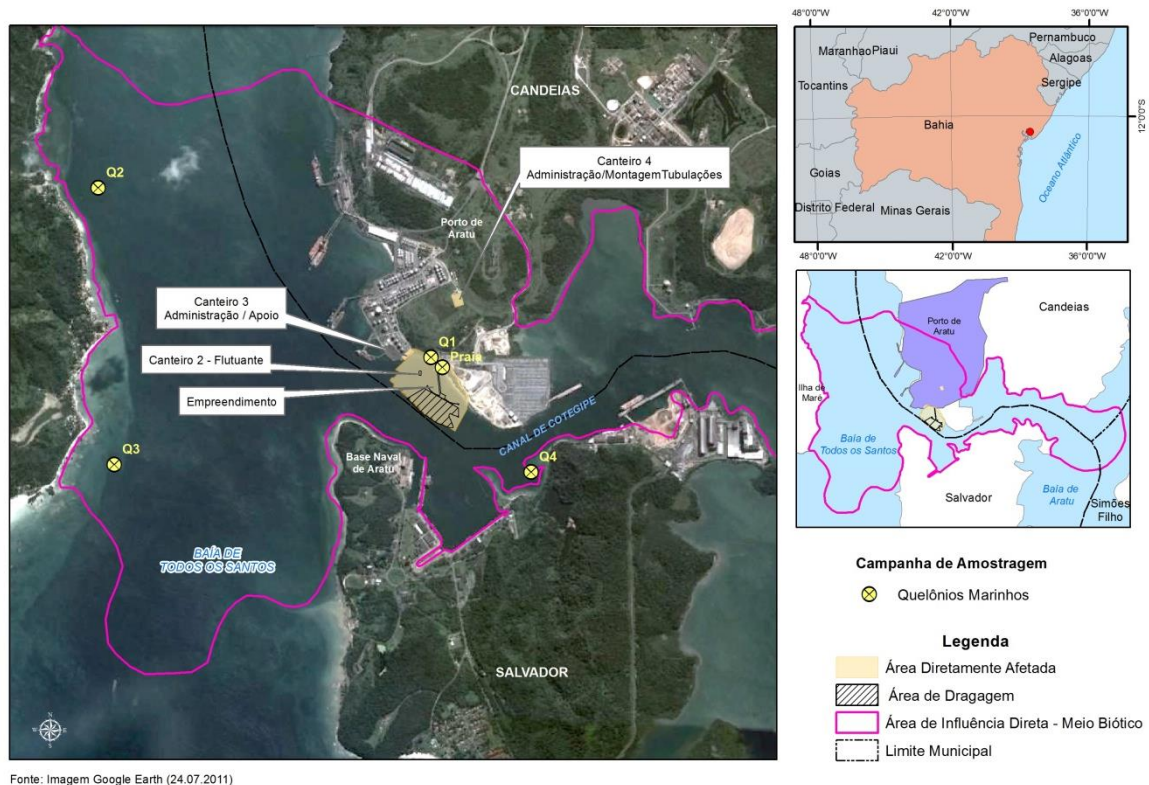 CANDEIAS
Q2
Canteiro 4
Administração/Montagem Tubulações
Porto de
Aratu
Canteiro 3
Administração / Apoio
Q1
Praia
Canteiro 2 - Flutuante
Empreendimento
CANAL DE COTEGIPE
Q3
Base Naval
de Aratu
Q4
BAÍA DE
TODOS OS SANTOS
SALVADOR
Fonte: Imagem Google Earth (24.07.2011)
48°0'0"W
42°0'0"W
36°0'0"W
Pernambuco
Maranhao
Piaui
Alagoas
Sergipe
Tocantins
12°0'0"S
Bahia
Goias
Oceano Atlântico
Distrito Federal
Minas Gerais
48°0'0"W
42°0'0"W
36°0'0"W
Candeias
Porto de
Aratu
Ilha de
Maré
Baía de
Todos os Santos
Salvador
Baía de
Aratu
Simões
Filho
Campanha de Amostragem
Quelônios Marinhos
Legenda
Área Diretamente Afetada
Área de Dragagem
Área de Influência Direta - Meio Biótico
Limite Municipal